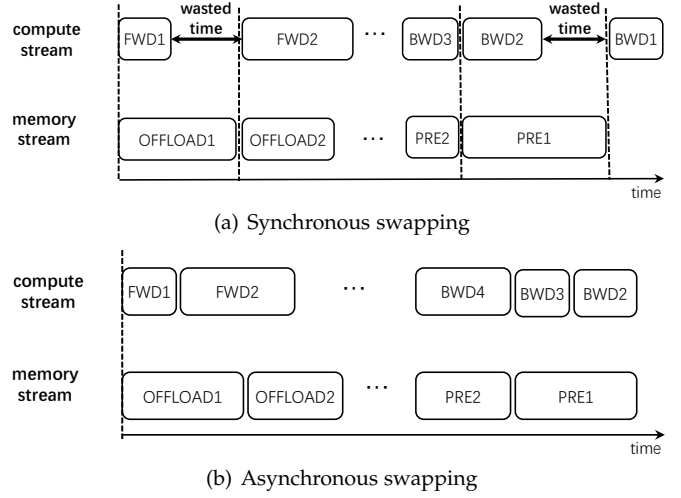 wasted time
wasted time
compute stream
FWD1
FWD2
...
BWD3
BWD2
BWD1
memory stream
OFFLOAD1
OFFLOAD2
...
PRE2
PRE1
time
(a) Synchronous swapping
compute stream
FWD1
FWD2
...
BWD4
BWD3
BWD2
memory stream
OFFLOAD1
OFFLOAD2
...
PRE2
PRE1
time
(b) Asynchronous swapping